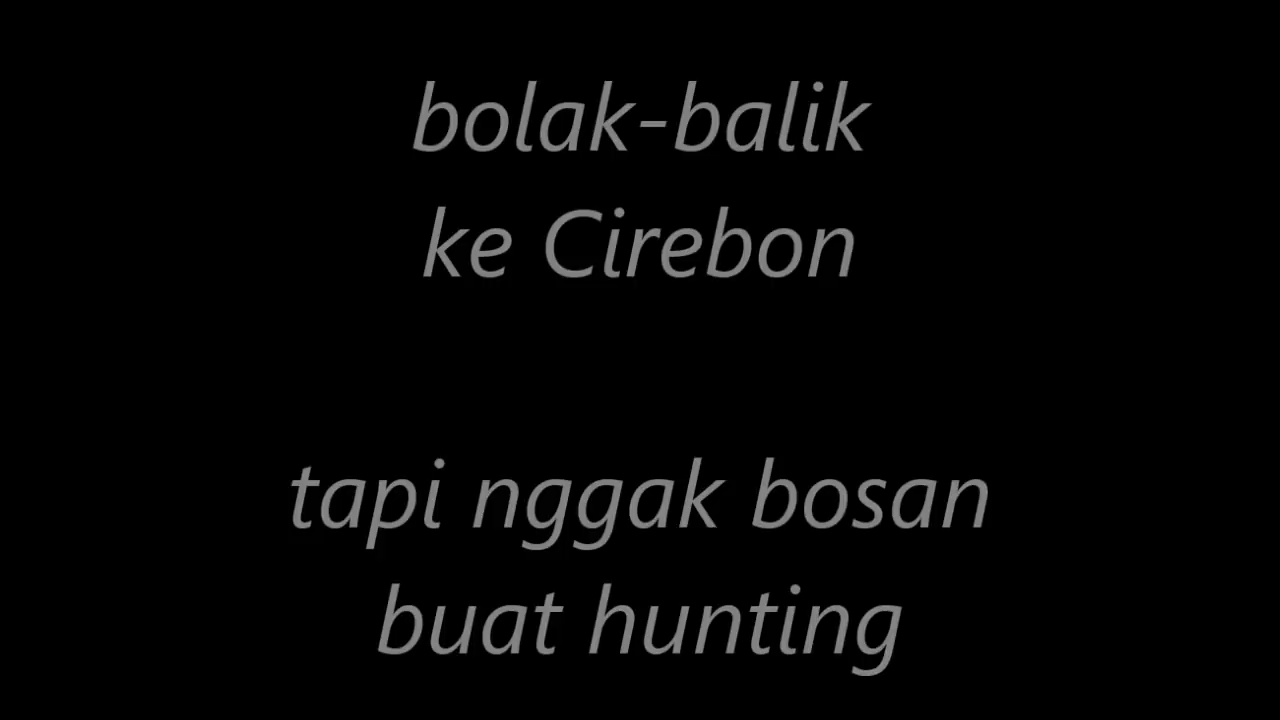 bolak-balik
ke Cirebon
tapi nggak bosan
buat hunting